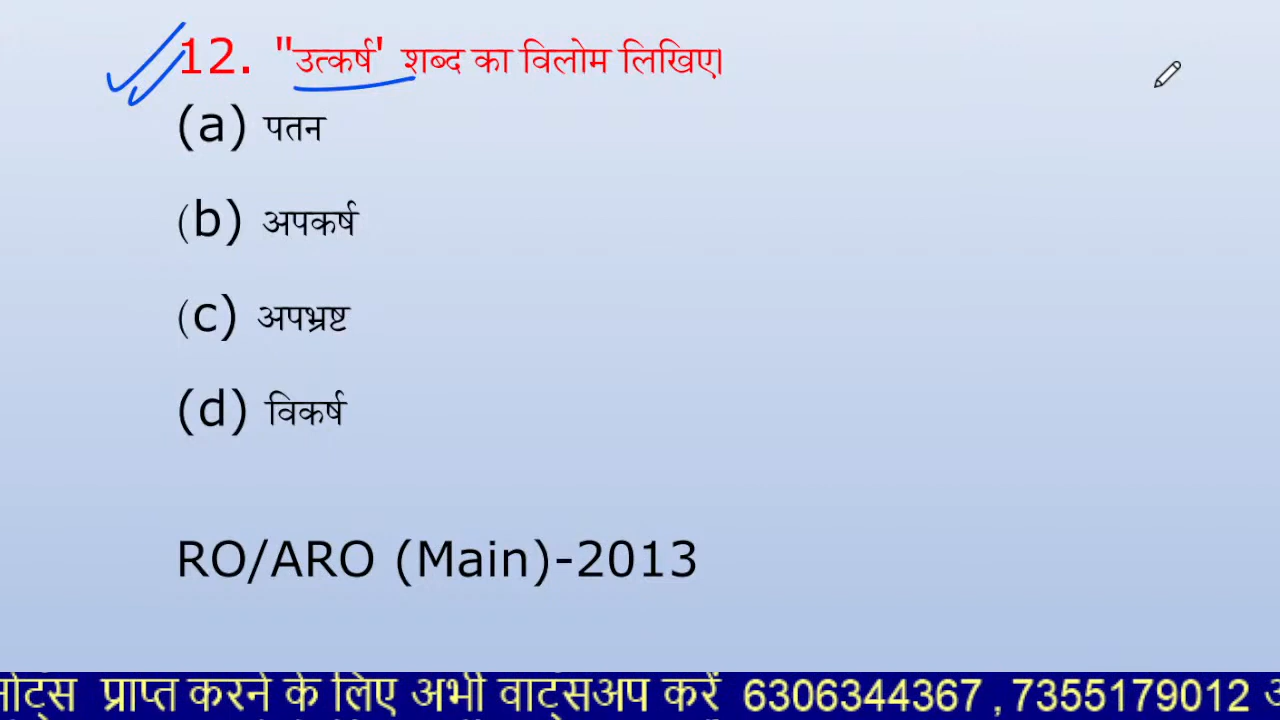 12. "उत्कर्ष' शब्द का विलोम लिखिए।
(a) पतन
(b) अपकर्ष
(c) अपभ्रष्ट
(d) विकर्ष
RO/ARO (Main)-2013
प्राप्त करने के लिए अभी वाट्सअप करें 6306344367 ,7355179012